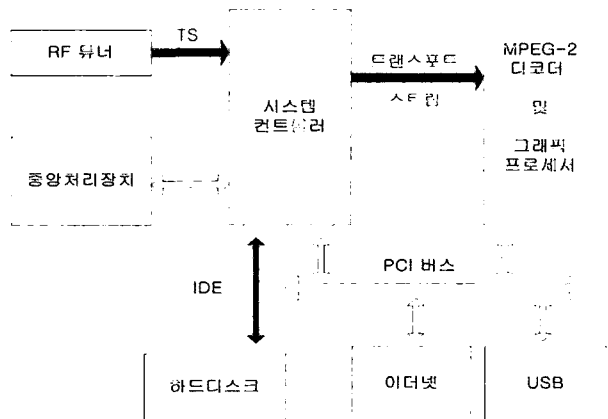 RF 튜너
TS
시스템
컨트롤러
트랜스포트
스트림
MPEG-2
디코더
및
그래픽
프로세서
중앙처리장치
PCI 버스
IDE
하드디스크
이더넷
USB